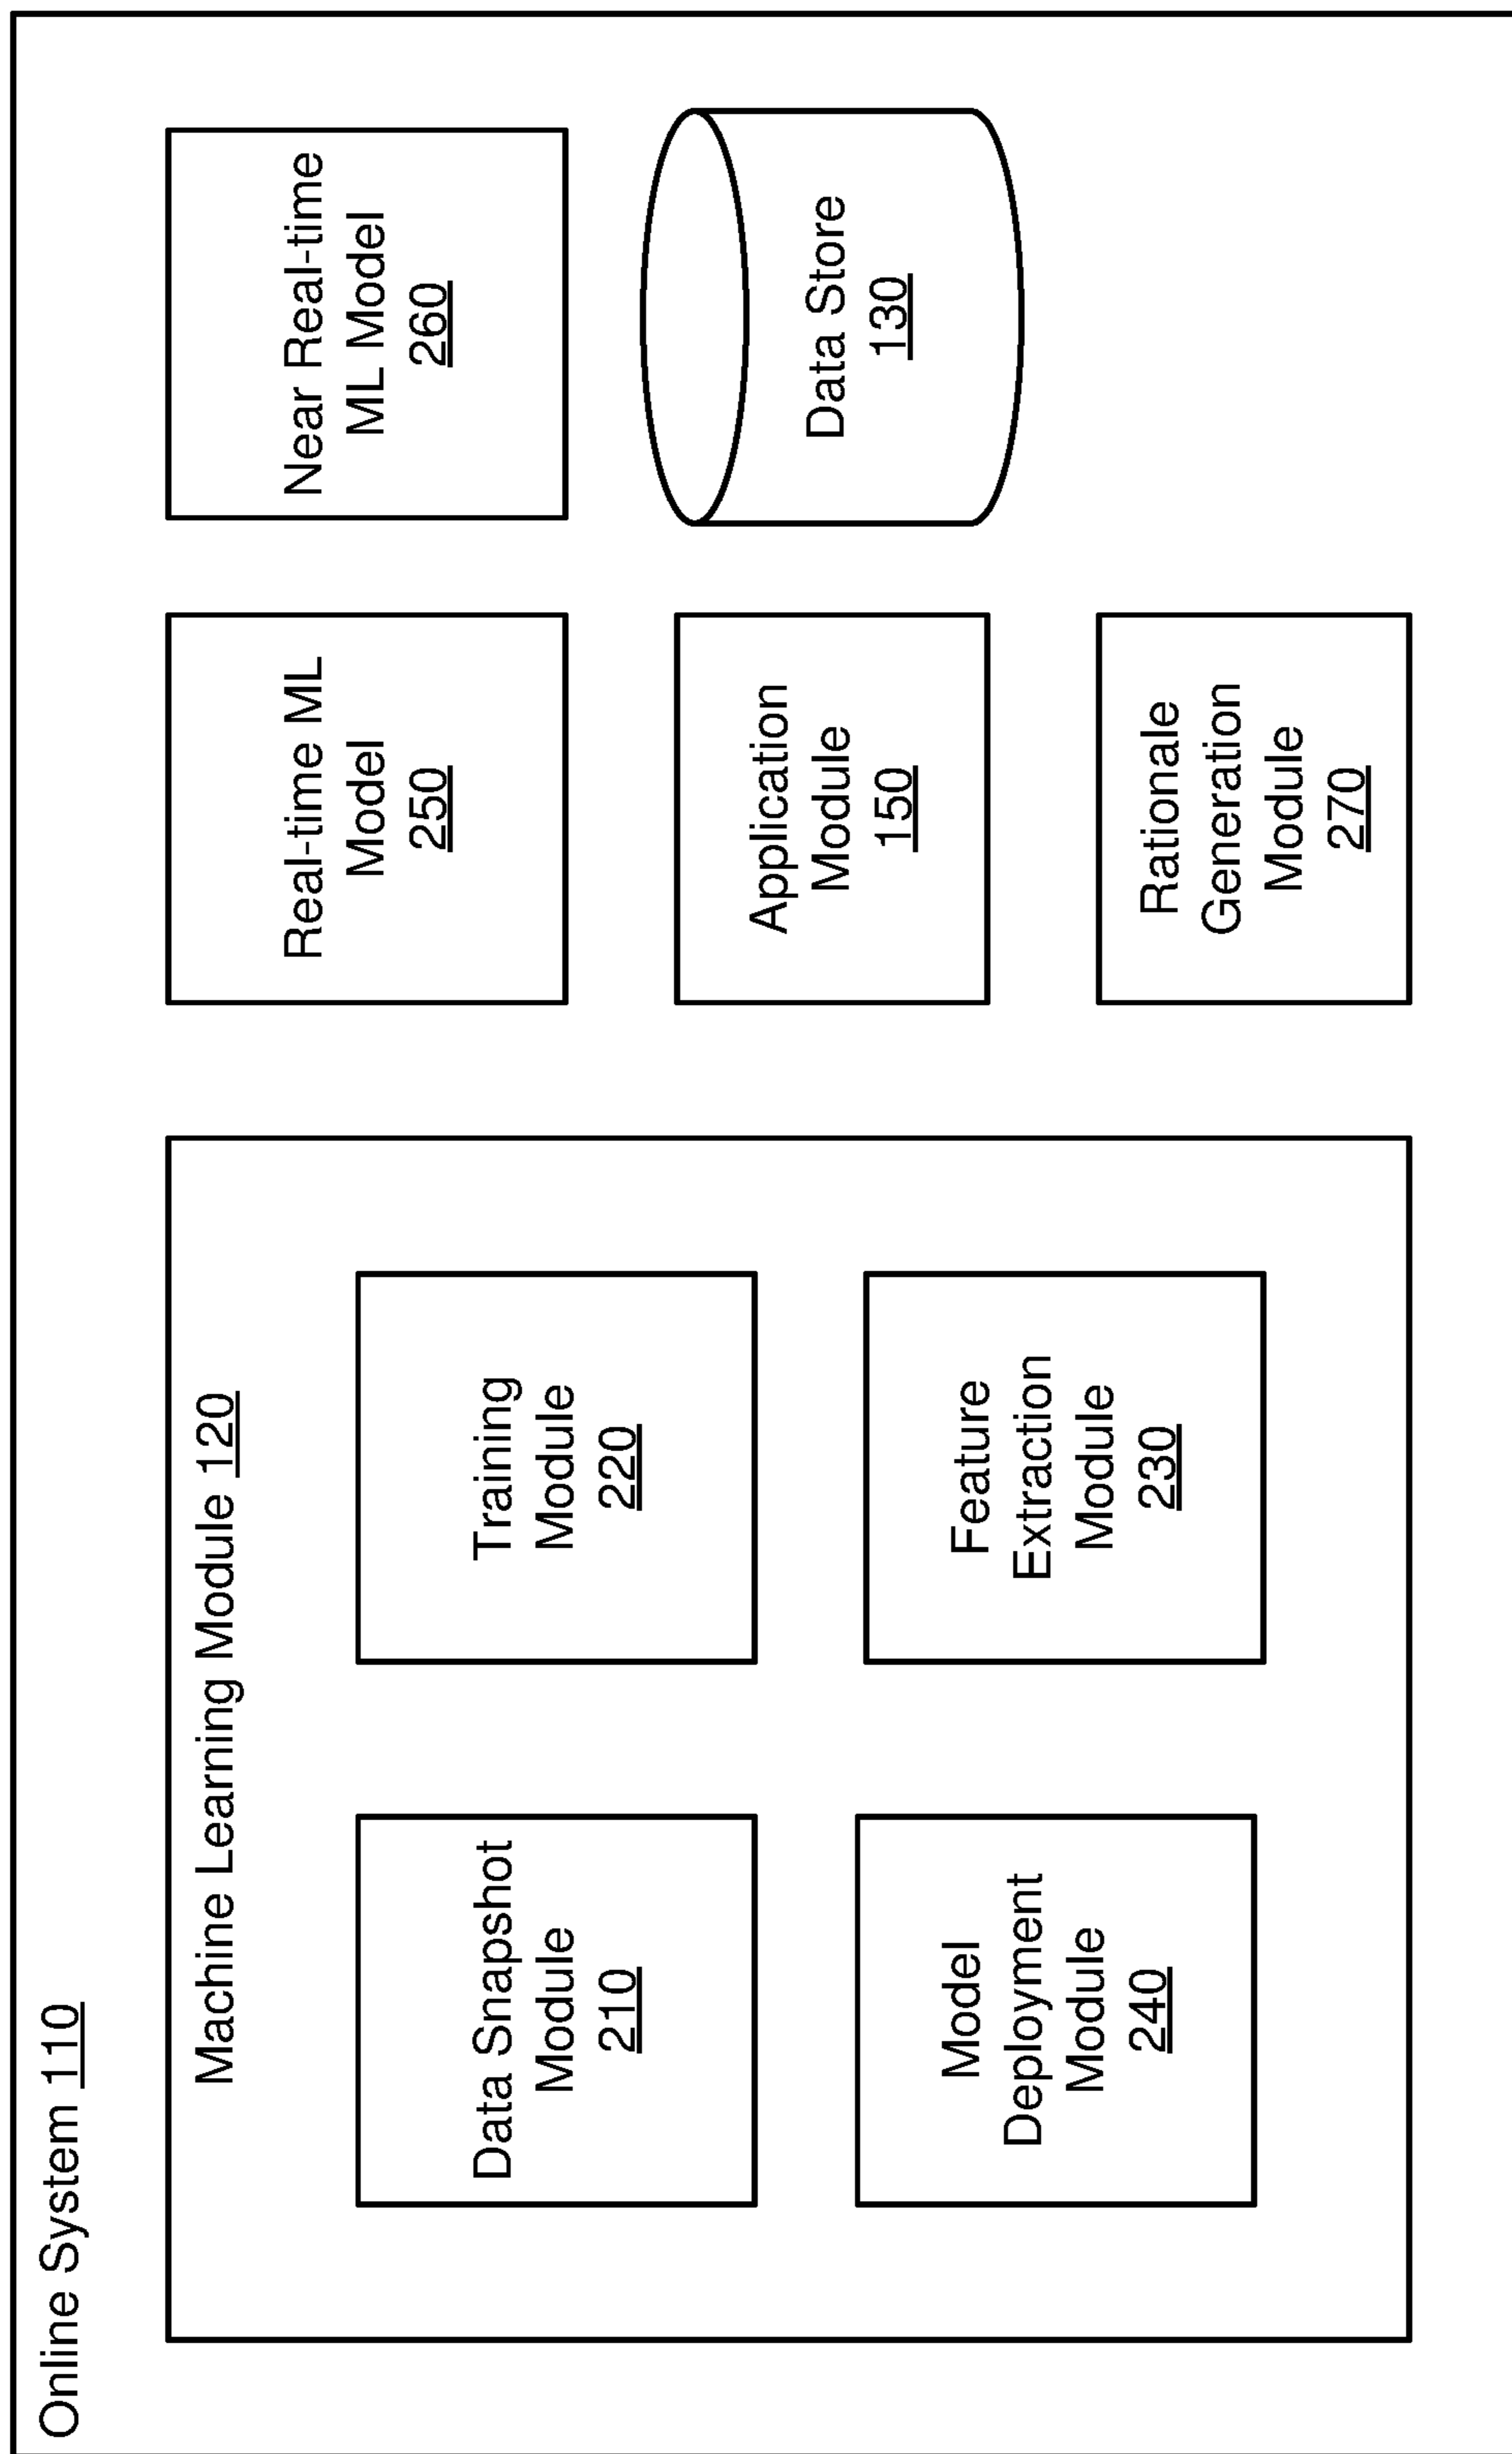 Online System 110
Machine Learning Module 120
Data Snapshot
Module
210
Training
Module
220
Model
Deployment
Module
240
Feature
Extraction
Module
230
Real-time ML
Model
250
Near Real-time
ML Model
260
Application
Module
150
Data Store
130
Rationale
Generation
Module
270